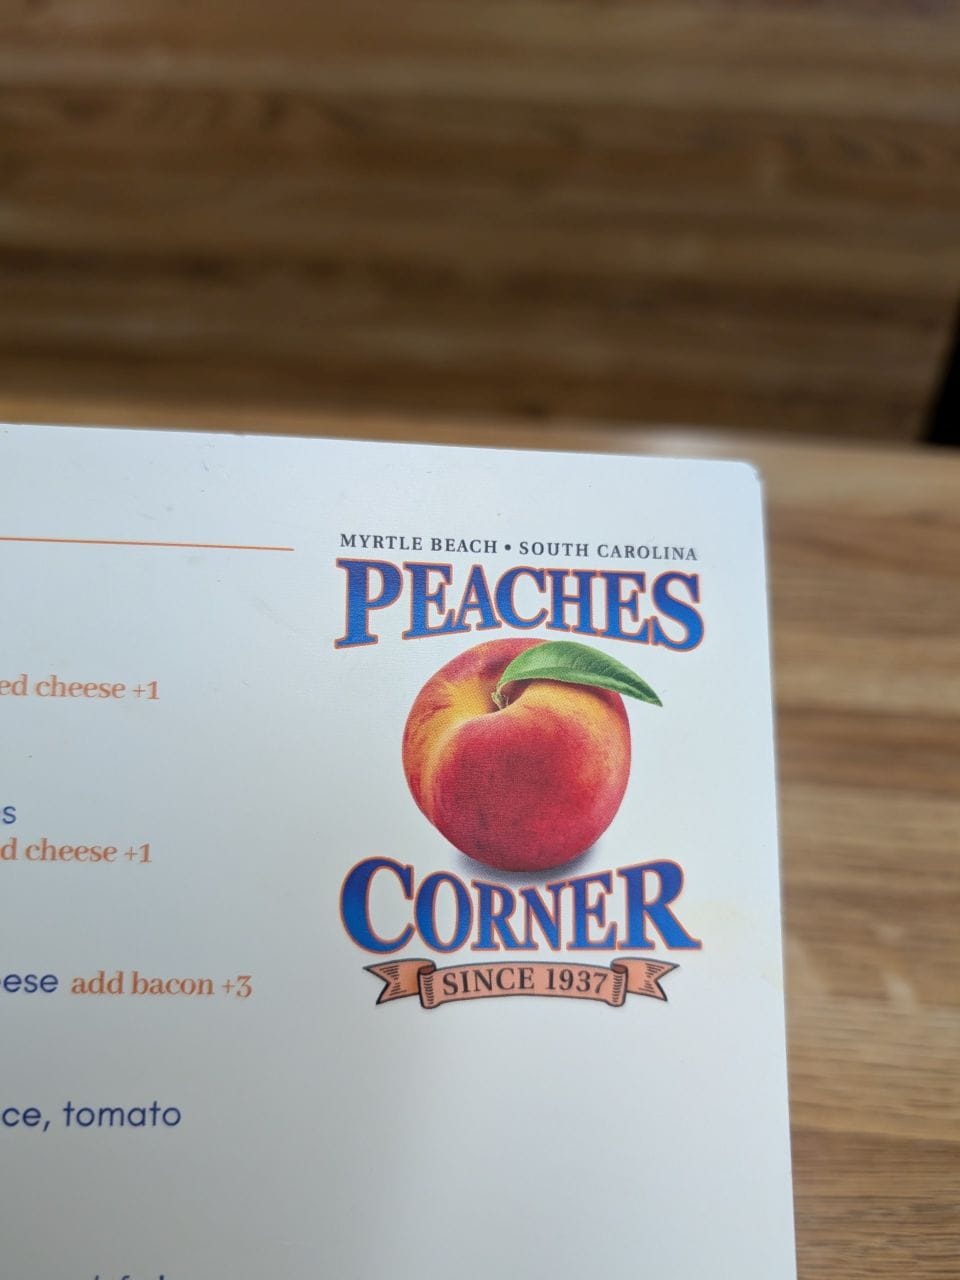 MYRTLE BEACH • SOUTH CAROLINA
PEACHES
CORNER
SINCE 1937
ed cheese +1
s
d cheese +1
ese add bacon +3
ce, tomato